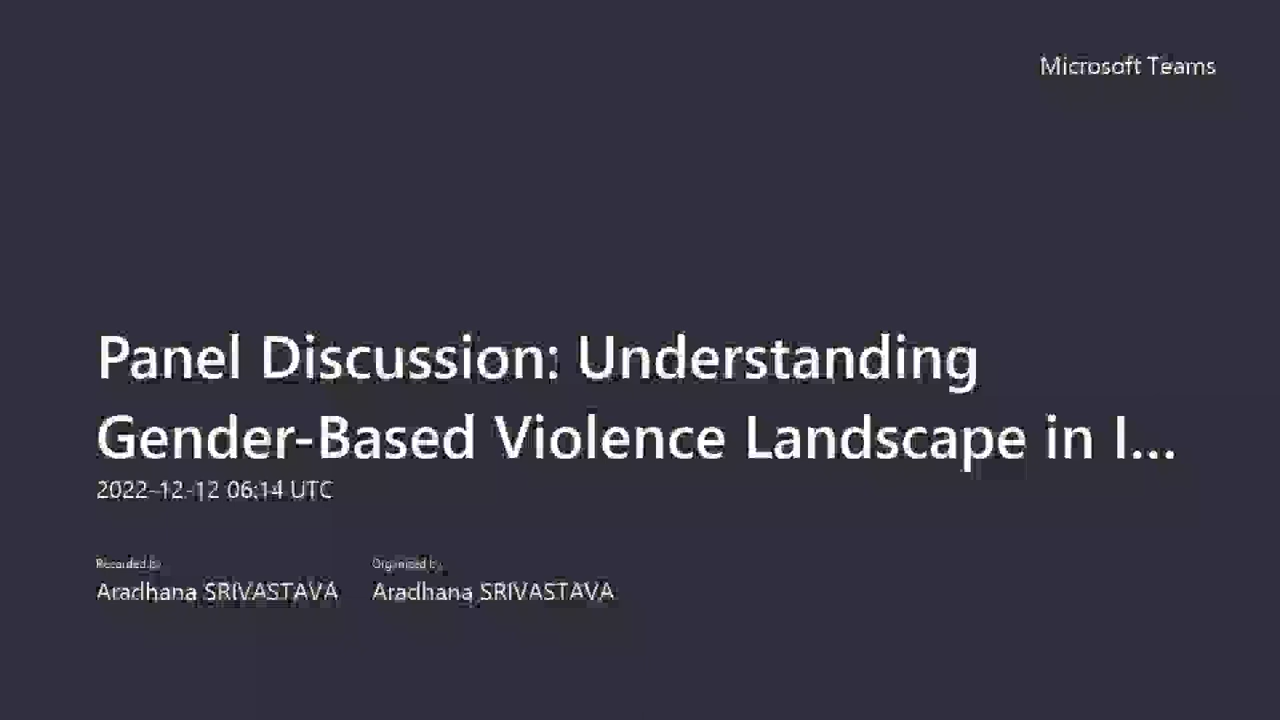 Microsoft Teams
Panel Discussion: Understanding
Gender-Based Violence Landscape in I...
2022-12-12 06:14 UTC
Recorded by
Organized by
Aradhana SRIVASTAVA
Aradhana SRIVASTAVA